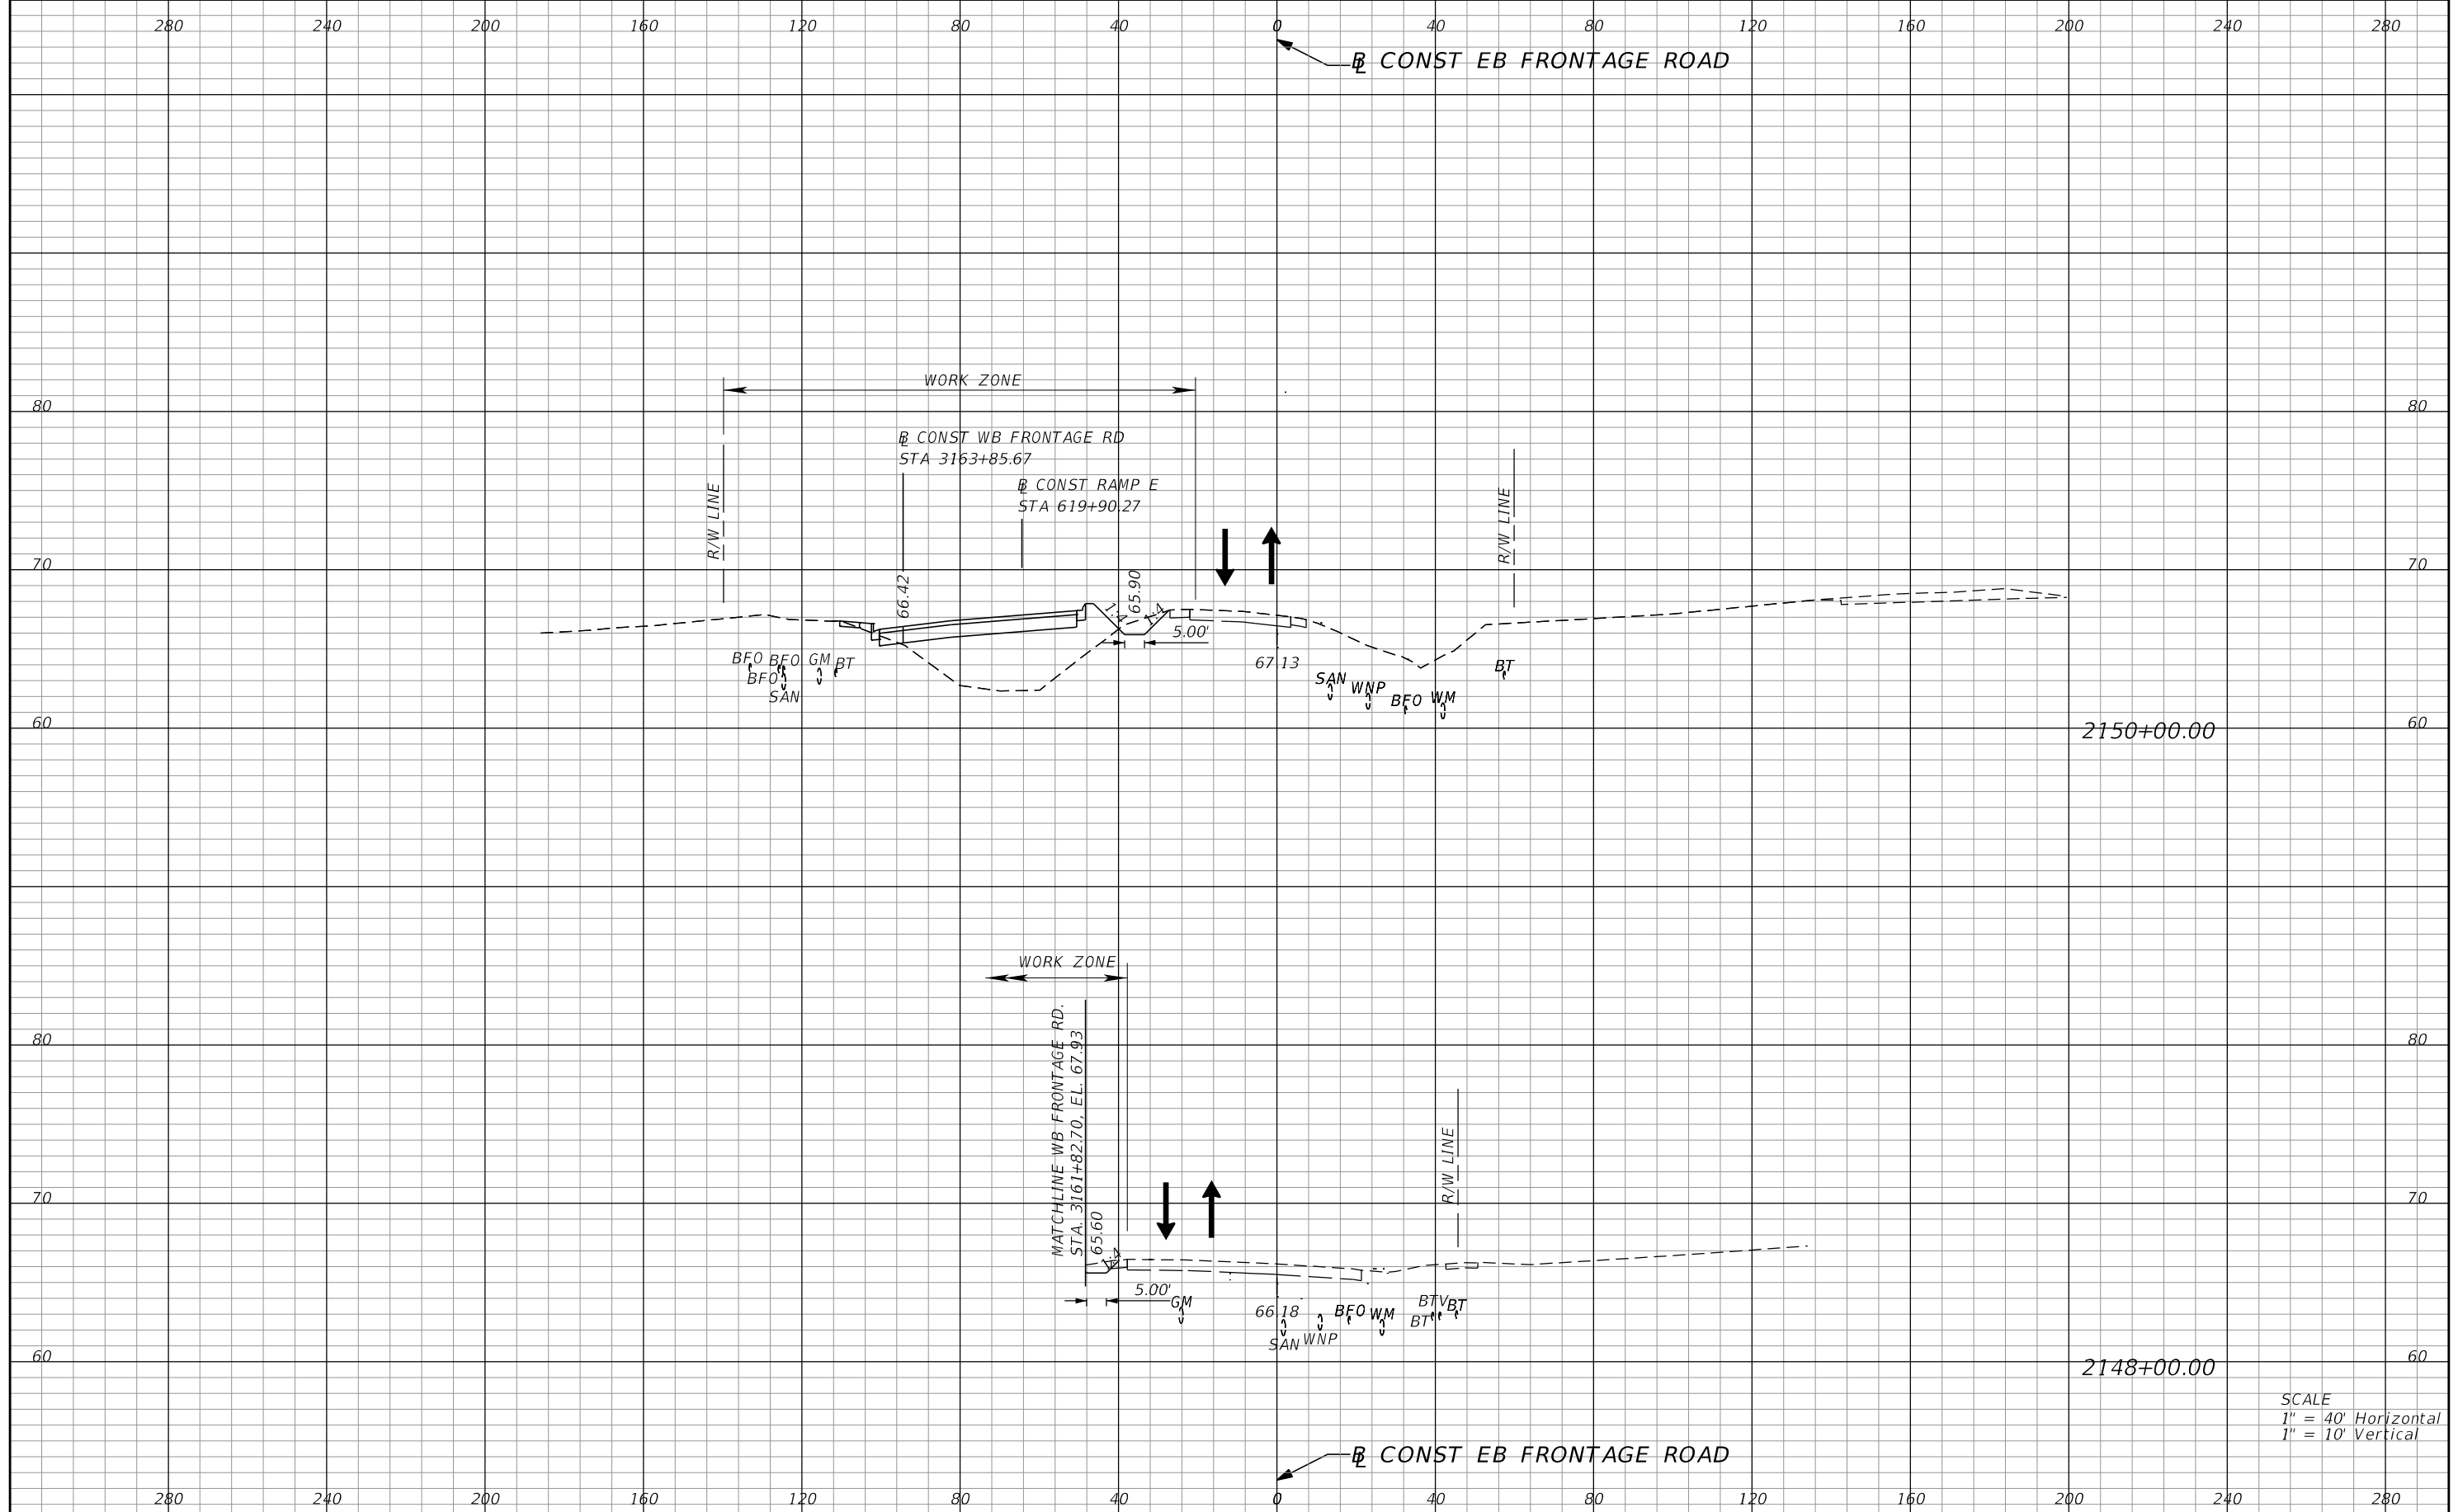 280 240 200 160 120 80 40 0 40 80 120 160 200 240 280
BL CONST EB FRONTAGE ROAD
WORK ZONE
80 80
BL CONST WB FRONTAGE RD
STA 3163+85.67
BL CONST RAMP E
STA 619+90.27
R/W LINE
R/W LINE
70 70
66.42
65.90
5.00'
67.13
BFO BFO GM BT
BFO
SAN
SAN WNP BFO WM BT
60 60
2150+00.00
WORK ZONE
80 80
MATCHLINE WB FRONTAGE RD.
STA. 3161+82.70, EL. 67.93
R/W LINE
70 70
65.60
5.00'
GM
66.18
SAN WNP
BFO WM
BTV BT
BT
60 60
2148+00.00
SCALE
1" = 40' Horizontal
1" = 10' Vertical
BL CONST EB FRONTAGE ROAD
280 240 200 160 120 80 40 0 40 80 120 160 200 240 280